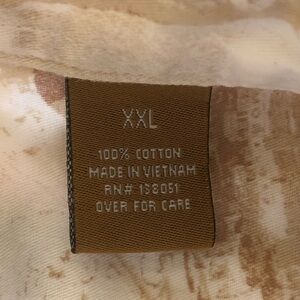 XXL
100% COTTON
MADE IN VIETNAM
RN# 138051
OVER FOR CARE